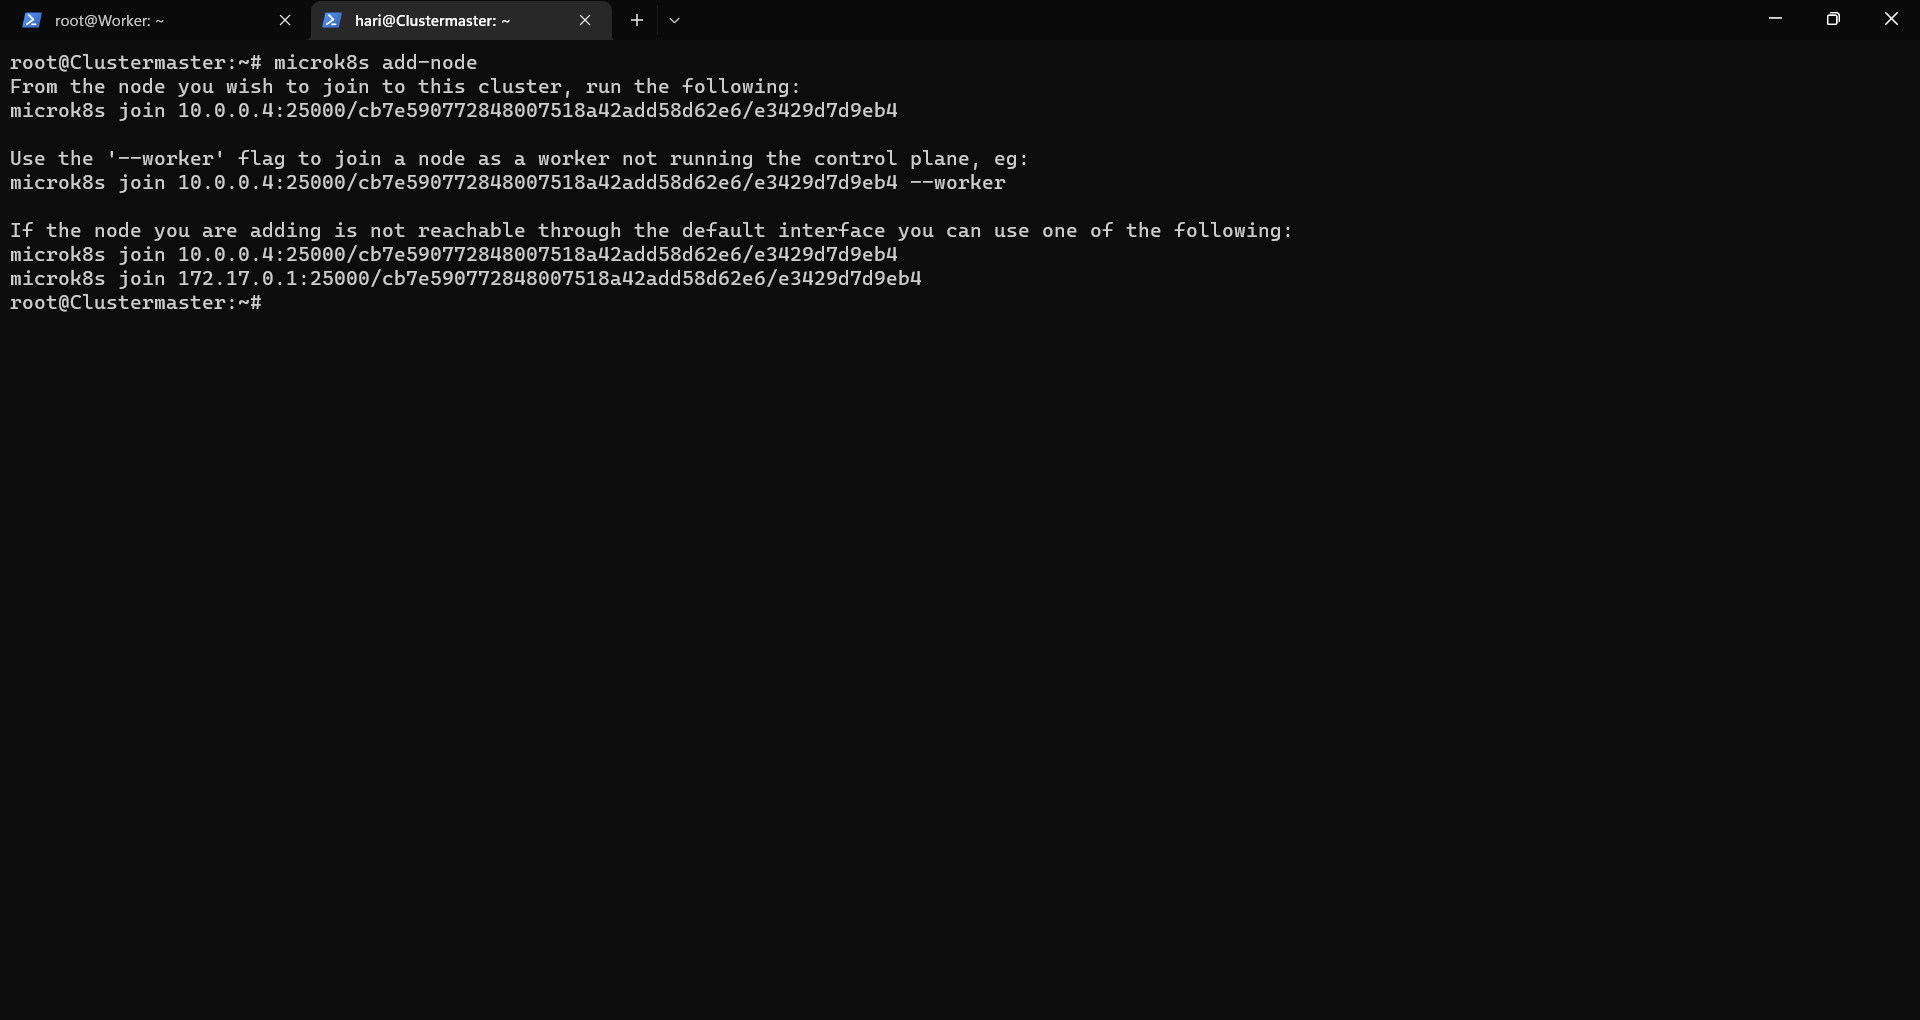 root@Worker: ~
hari@Clustermaster: ~
root@Clustermaster:~# microk8s add-node
From the node you wish to join to this cluster, run the following:
microk8s join 10.0.0.4:25000/cb7e590772848007518a42add58d62e6/e3429d7d9eb4
Use the '--worker' flag to join a node as a worker not running the control plane, eg:
microk8s join 10.0.0.4:25000/cb7e590772848007518a42add58d62e6/e3429d7d9eb4 --worker
If the node you are adding is not reachable through the default interface you can use one of the following:
microk8s join 10.0.0.4:25000/cb7e590772848007518a42add58d62e6/e3429d7d9eb4
microk8s join 172.17.0.1:25000/cb7e590772848007518a42add58d62e6/e3429d7d9eb4
root@Clustermaster:~#